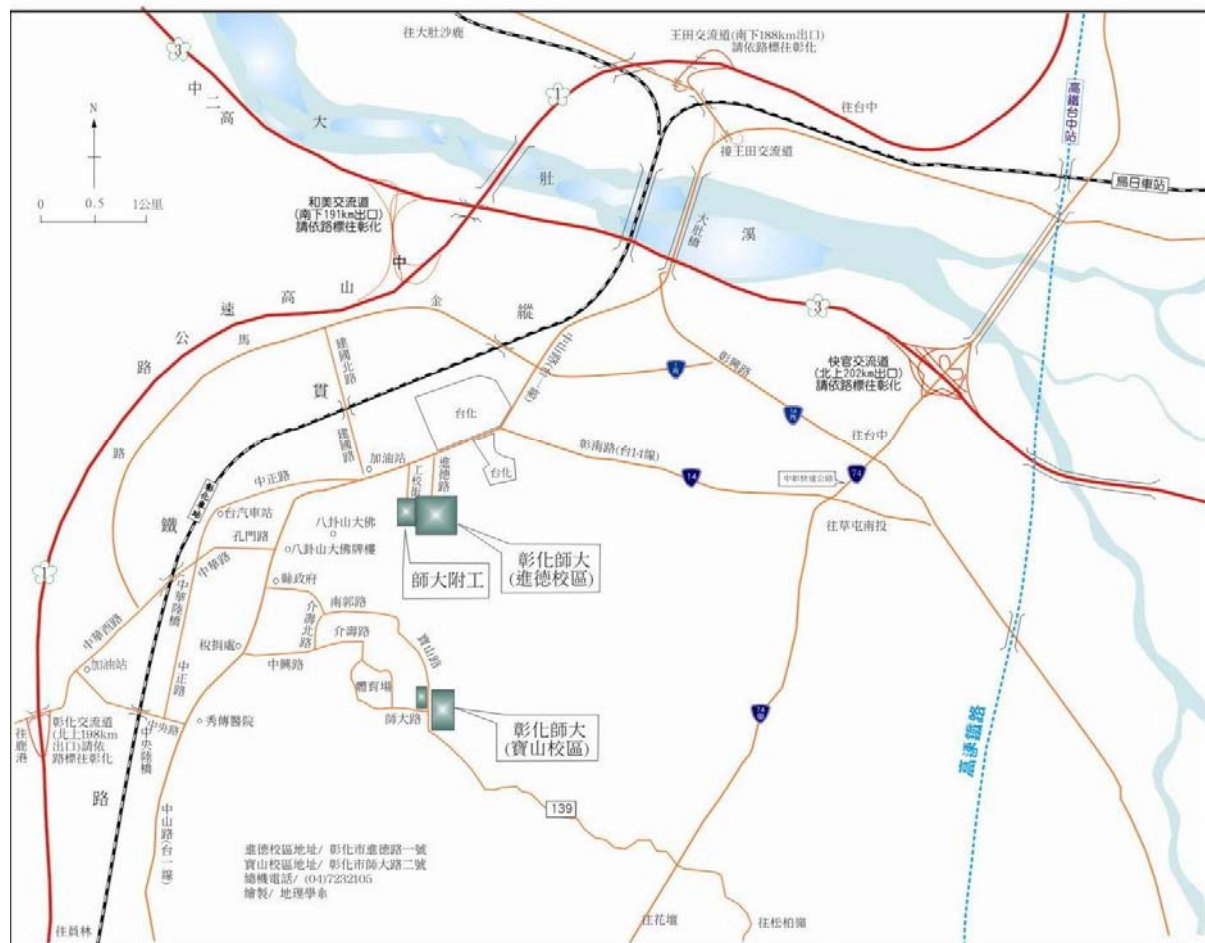 往大肚沙鹿
王田交流道(南下188km出口)
請依路標往彰化
3
中二高
1
往台中
高鐵台中站
N
大
肚
溪
接王田交流道
烏日車站
0 0.5 1公里
和美交流道
(南下191km出口)
請依路標往彰化
大肚橋
中
山
高
速
公
路
金
馬
路
縱
貫
鐵
路
3
建國北路
中山路(台一線)
彰興路
快官交流道
(北上202km出口)
請依路標往彰化
台化
建國路
往台中
加油站
彰南路(台14線)
台化
中正路
進德路
14
74
中彰快速公路
彰化車站
台汽車站
八卦山大佛
往草屯南投
孔門路
八卦山大佛牌樓
中華路
彰化師大
(進德校區)
師大附工
1
縣政府
中華陸橋
南郭路
介壽北路
介壽路
中華西路
稅捐處
寶山路
中興路
加油站
中正路
體育場
師大路
彰化師大
(寶山校區)
彰化交流道
(北上198km
出口)請依
路標往彰化
往鹿港
中央路
中央陸橋
秀傳醫院
高速鐵路
139
中山路(台一線)
進德校區地址/ 彰化市進德路一號
寶山校區地址/ 彰化市師大路二號
總機電話/ (04)7232105
繪製/ 地理學系
往員林
往花壇
往松柏嶺